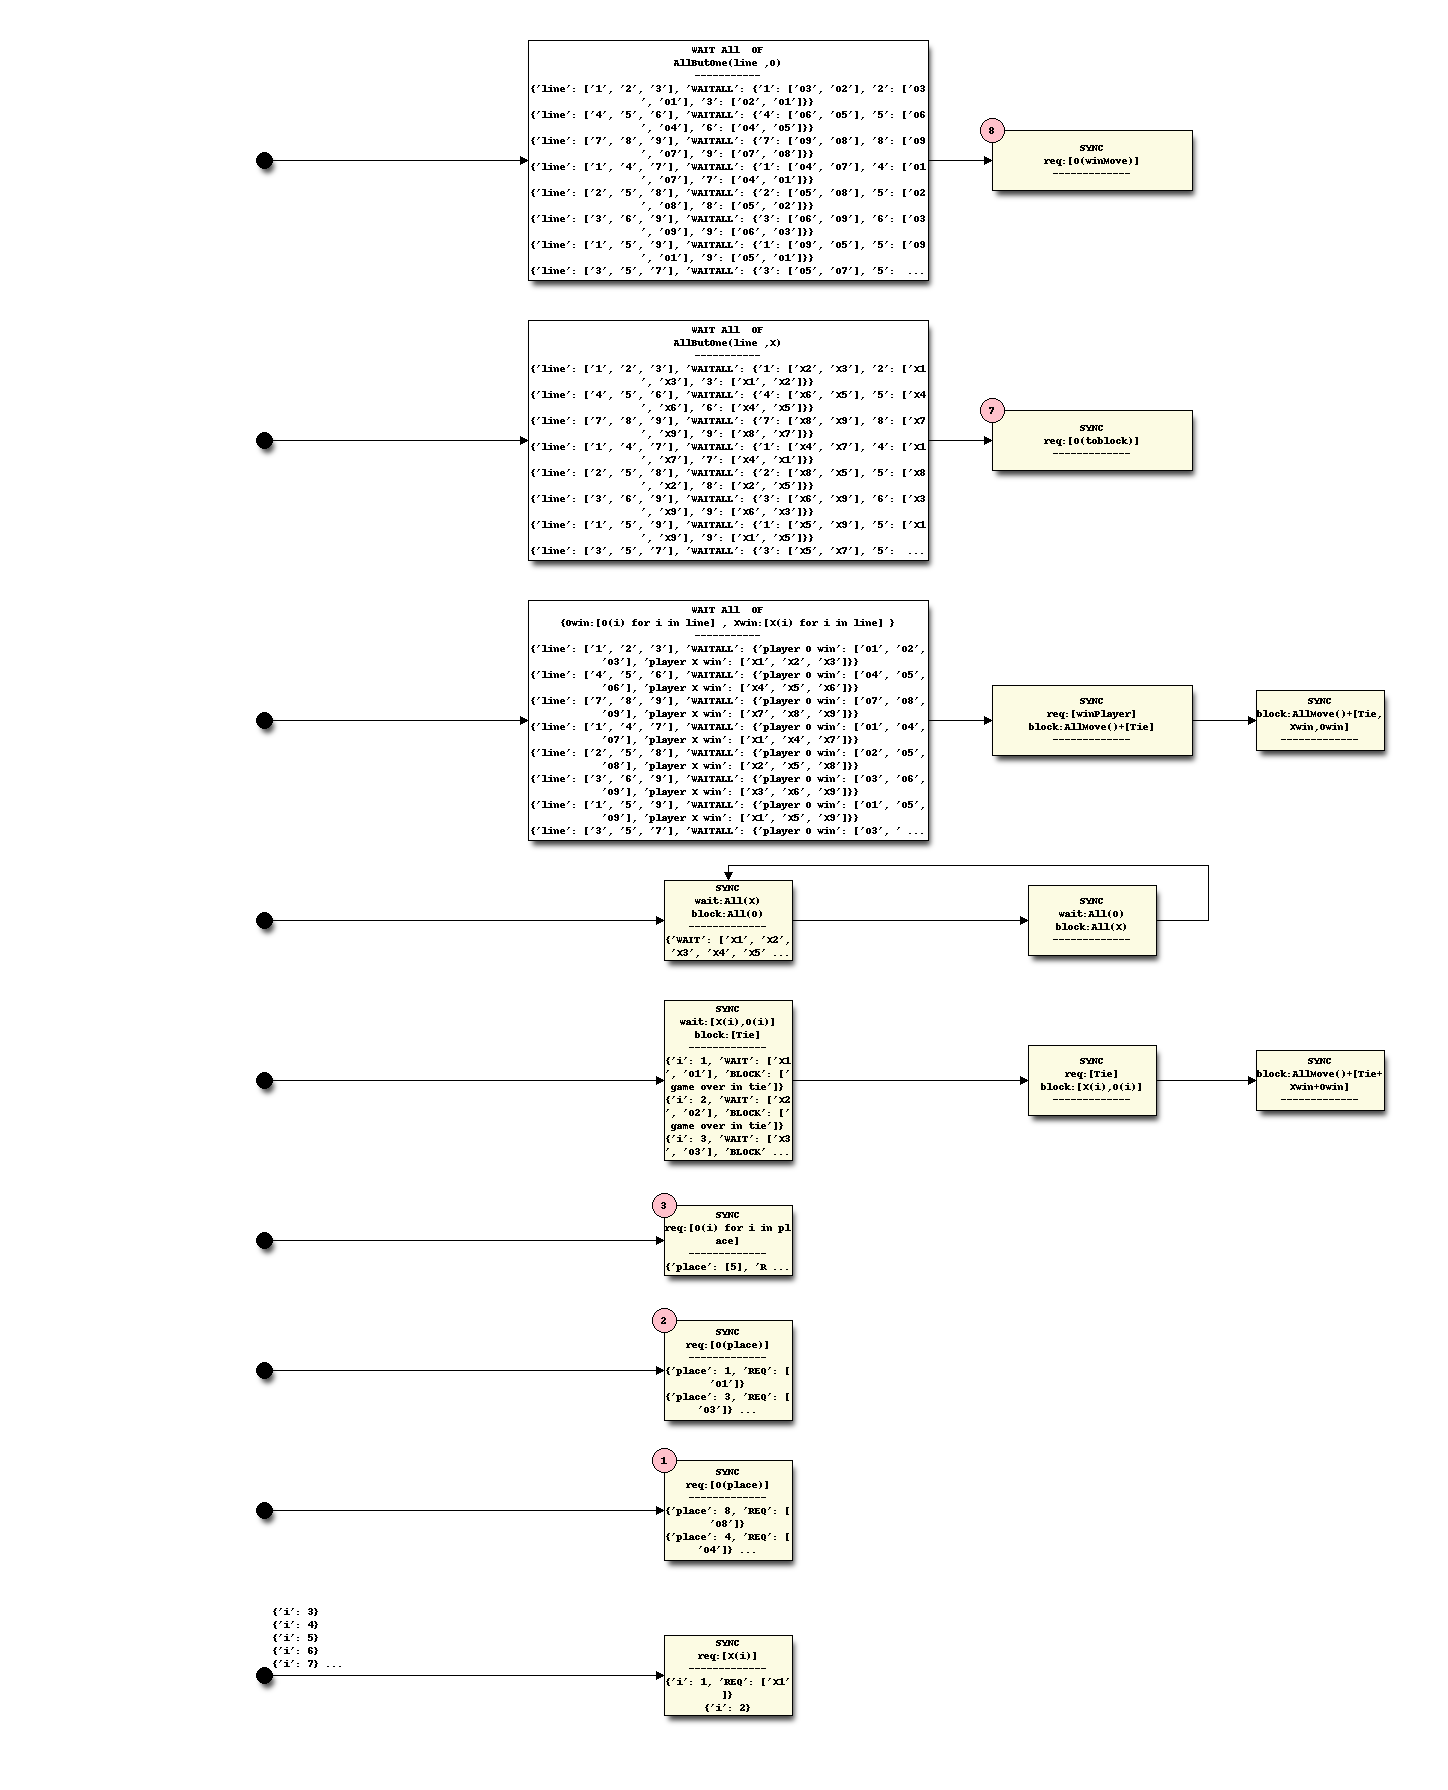 WAIT All  OF
AllButOne(line ,O)
-----------
{'line': ['1', '2', '3'], 'WAITALL': {'1': ['O3', 'O2'], '2': ['O3
', 'O1'], '3': ['O2', 'O1']}}
{'line': ['4', '5', '6'], 'WAITALL': {'4': ['O6', 'O5'], '5': ['O6
', 'O4'], '6': ['O4', 'O5']}}
{'line': ['7', '8', '9'], 'WAITALL': {'7': ['O9', 'O8'], '8': ['O9
', 'O7'], '9': ['O7', 'O8']}}
{'line': ['1', '4', '7'], 'WAITALL': {'1': ['O4', 'O7'], '4': ['O1
', 'O7'], '7': ['O4', 'O1']}}
{'line': ['2', '5', '8'], 'WAITALL': {'2': ['O5', 'O8'], '5': ['O2
', 'O8'], '8': ['O5', 'O2']}}
{'line': ['3', '6', '9'], 'WAITALL': {'3': ['O6', 'O9'], '6': ['O3
', 'O9'], '9': ['O6', 'O3']}}
{'line': ['1', '5', '9'], 'WAITALL': {'1': ['O9', 'O5'], '5': ['O9
', 'O1'], '9': ['O5', 'O1']}}
{'line': ['3', '5', '7'], 'WAITALL': {'3': ['O5', 'O7'], '5':  ...
8
SYNC
req:[O(winMove)]
-------------
WAIT All  OF
AllButOne(line ,X)
-----------
{'line': ['1', '2', '3'], 'WAITALL': {'1': ['X2', 'X3'], '2': ['X1
', 'X3'], '3': ['X1', 'X2']}}
{'line': ['4', '5', '6'], 'WAITALL': {'4': ['X6', 'X5'], '5': ['X4
', 'X6'], '6': ['X4', 'X5']}}
{'line': ['7', '8', '9'], 'WAITALL': {'7': ['X8', 'X9'], '8': ['X7
', 'X9'], '9': ['X8', 'X7']}}
{'line': ['1', '4', '7'], 'WAITALL': {'1': ['X4', 'X7'], '4': ['X1
', 'X7'], '7': ['X4', 'X1']}}
{'line': ['2', '5', '8'], 'WAITALL': {'2': ['X8', 'X5'], '5': ['X8
', 'X2'], '8': ['X2', 'X5']}}
{'line': ['3', '6', '9'], 'WAITALL': {'3': ['X6', 'X9'], '6': ['X3
', 'X9'], '9': ['X6', 'X3']}}
{'line': ['1', '5', '9'], 'WAITALL': {'1': ['X5', 'X9'], '5': ['X1
', 'X9'], '9': ['X1', 'X5']}}
{'line': ['3', '5', '7'], 'WAITALL': {'3': ['X5', 'X7'], '5':  ...
7
SYNC
req:[O(toblock)]
-------------
WAIT All  OF
{Owin:[O(i) for i in line] , Xwin:[X(i) for i in line] }
-----------
{'line': ['1', '2', '3'], 'WAITALL': {'player O win': ['O1', 'O2',
'O3'], 'player X win': ['X1', 'X2', 'X3']}}
{'line': ['4', '5', '6'], 'WAITALL': {'player O win': ['O4', 'O5',
'O6'], 'player X win': ['X4', 'X5', 'X6']}}
{'line': ['7', '8', '9'], 'WAITALL': {'player O win': ['O7', 'O8',
'O9'], 'player X win': ['X7', 'X8', 'X9']}}
{'line': ['1', '4', '7'], 'WAITALL': {'player O win': ['O1', 'O4',
'O7'], 'player X win': ['X1', 'X4', 'X7']}}
{'line': ['2', '5', '8'], 'WAITALL': {'player O win': ['O2', 'O5',
'O8'], 'player X win': ['X2', 'X5', 'X8']}}
{'line': ['3', '6', '9'], 'WAITALL': {'player O win': ['O3', 'O6',
'O9'], 'player X win': ['X3', 'X6', 'X9']}}
{'line': ['1', '5', '9'], 'WAITALL': {'player O win': ['O1', 'O5',
'O9'], 'player X win': ['X1', 'X5', 'X9']}}
{'line': ['3', '5', '7'], 'WAITALL': {'player O win': ['O3', ' ...
SYNC
req:[winPlayer]
block:AllMove()+[Tie]
-------------
SYNC
block:AllMove()+[Tie,
Xwin,Owin]
-------------
SYNC
wait:All(X)
block:All(O)
-------------
{'WAIT': ['X1', 'X2',
'X3', 'X4', 'X5' ...
SYNC
wait:All(O)
block:All(X)
-------------
SYNC
wait:[X(i),O(i)]
block:[Tie]
-------------
{'i': 1, 'WAIT': ['X1
', 'O1'], 'BLOCK': ['
game over in tie']}
{'i': 2, 'WAIT': ['X2
', 'O2'], 'BLOCK': ['
game over in tie']}
{'i': 3, 'WAIT': ['X3
', 'O3'], 'BLOCK' ...
SYNC
req:[Tie]
block:[X(i),O(i)]
-------------
SYNC
block:AllMove()+[Tie+
Xwin+Owin]
-------------
3
SYNC
req:[O(i) for i in pl
ace]
-------------
{'place': [5], 'R ...
2
SYNC
req:[O(place)]
-------------
{'place': 1, 'REQ': [
'O1']}
{'place': 3, 'REQ': [
'O3']} ...
1
SYNC
req:[O(place)]
-------------
{'place': 8, 'REQ': [
'O8']}
{'place': 4, 'REQ': [
'O4']} ...
{'i': 3}
{'i': 4}
{'i': 5}
{'i': 6}
{'i': 7} ...
SYNC
req:[X(i)]
-------------
{'i': 1, 'REQ': ['X1'
]}
{'i': 2}